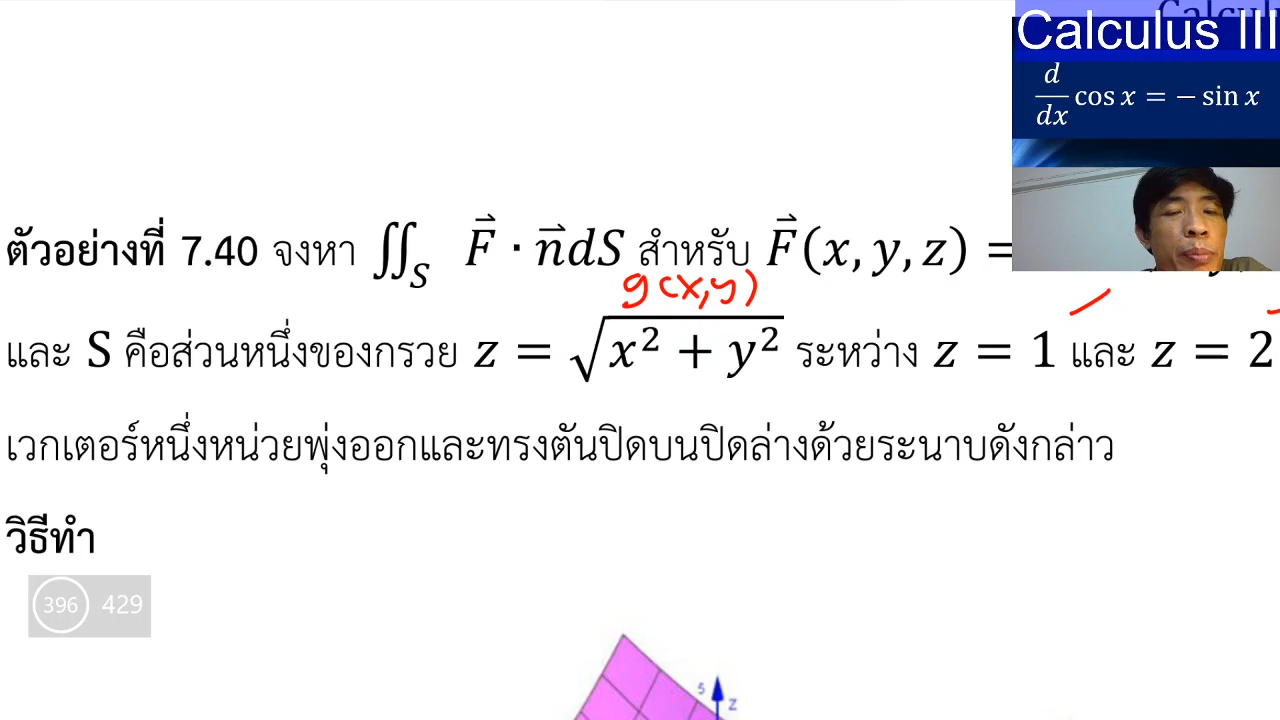 Calculus III
d/dx cos x = − sin x
ตัวอย่างที่ 7.40 จงหา ∬_S F⃗ · n⃗dS สำหรับ F⃗(x, y, z) =
g(x,y)
และ S คือส่วนหนึ่งของกรวย z = √(x² + y²) ระหว่าง z = 1 และ z = 2
เวกเตอร์หนึ่งหน่วยพุ่งออกและทรงตันปิดบนปิดล่างด้วยระนาบดังกล่าว
วิธีทำ
396 429
5 z